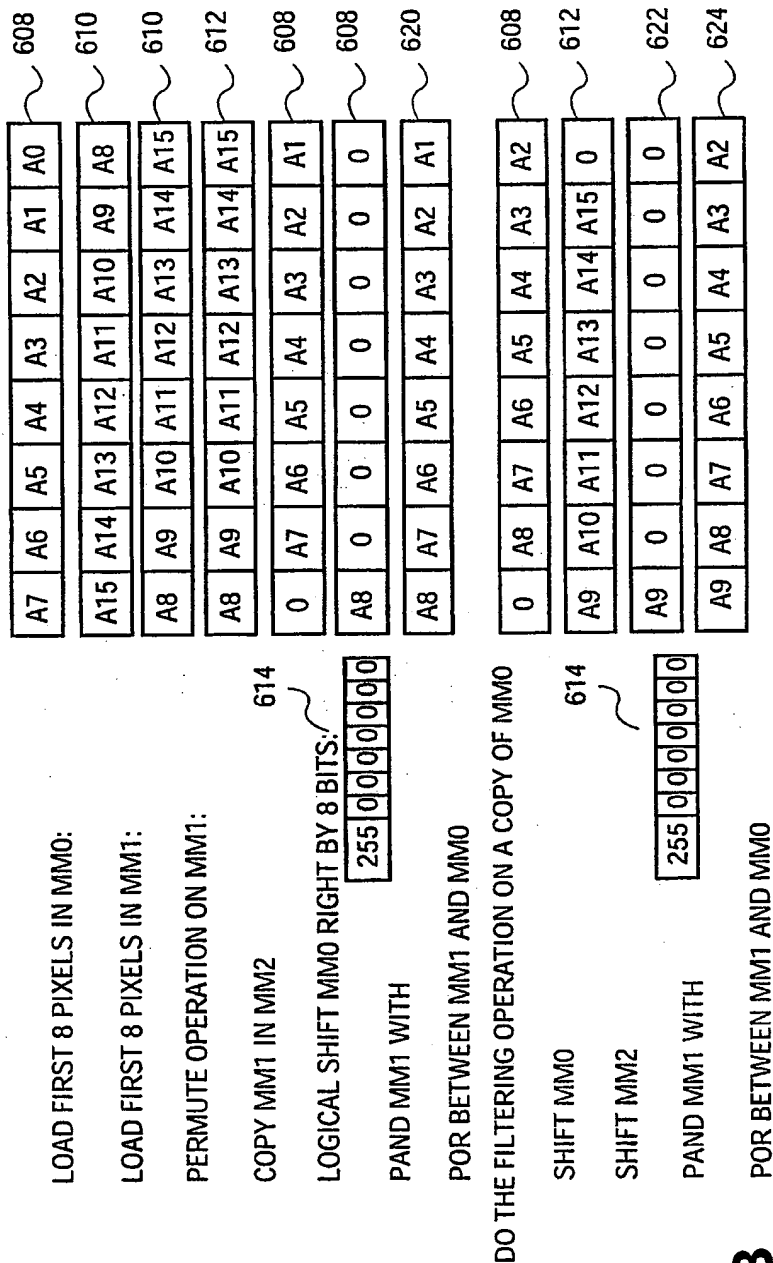 LOAD FIRST 8 PIXELS IN MM0: A7 A6 A5 A4 A3 A2 A1 A0 608
LOAD FIRST 8 PIXELS IN MM1: A15 A14 A13 A12 A11 A10 A9 A8 610
PERMUTE OPERATION ON MM1: A8 A9 A10 A11 A12 A13 A14 A15 610
COPY MM1 IN MM2 A8 A9 A10 A11 A12 A13 A14 A15 612
LOGICAL SHIFT MM0 RIGHT BY 8 BITS: 614 0 A7 A6 A5 A4 A3 A2 A1 608
PAND MM1 WITH 255 0 0 0 0 0 0 0 A8 0 0 0 0 0 0 0 608
POR BETWEEN MM1 AND MM0 A8 A7 A6 A5 A4 A3 A2 A1 620
DO THE FILTERING OPERATION ON A COPY OF MM0
SHIFT MM0 0 A8 A7 A6 A5 A4 A3 A2 608
SHIFT MM2 614 A9 A10 A11 A12 A13 A14 A15 0 612
PAND MM1 WITH 255 0 0 0 0 0 0 0 A9 0 0 0 0 0 0 0 622
POR BETWEEN MM1 AND MM0 A9 A8 A7 A6 A5 A4 A3 A2 624